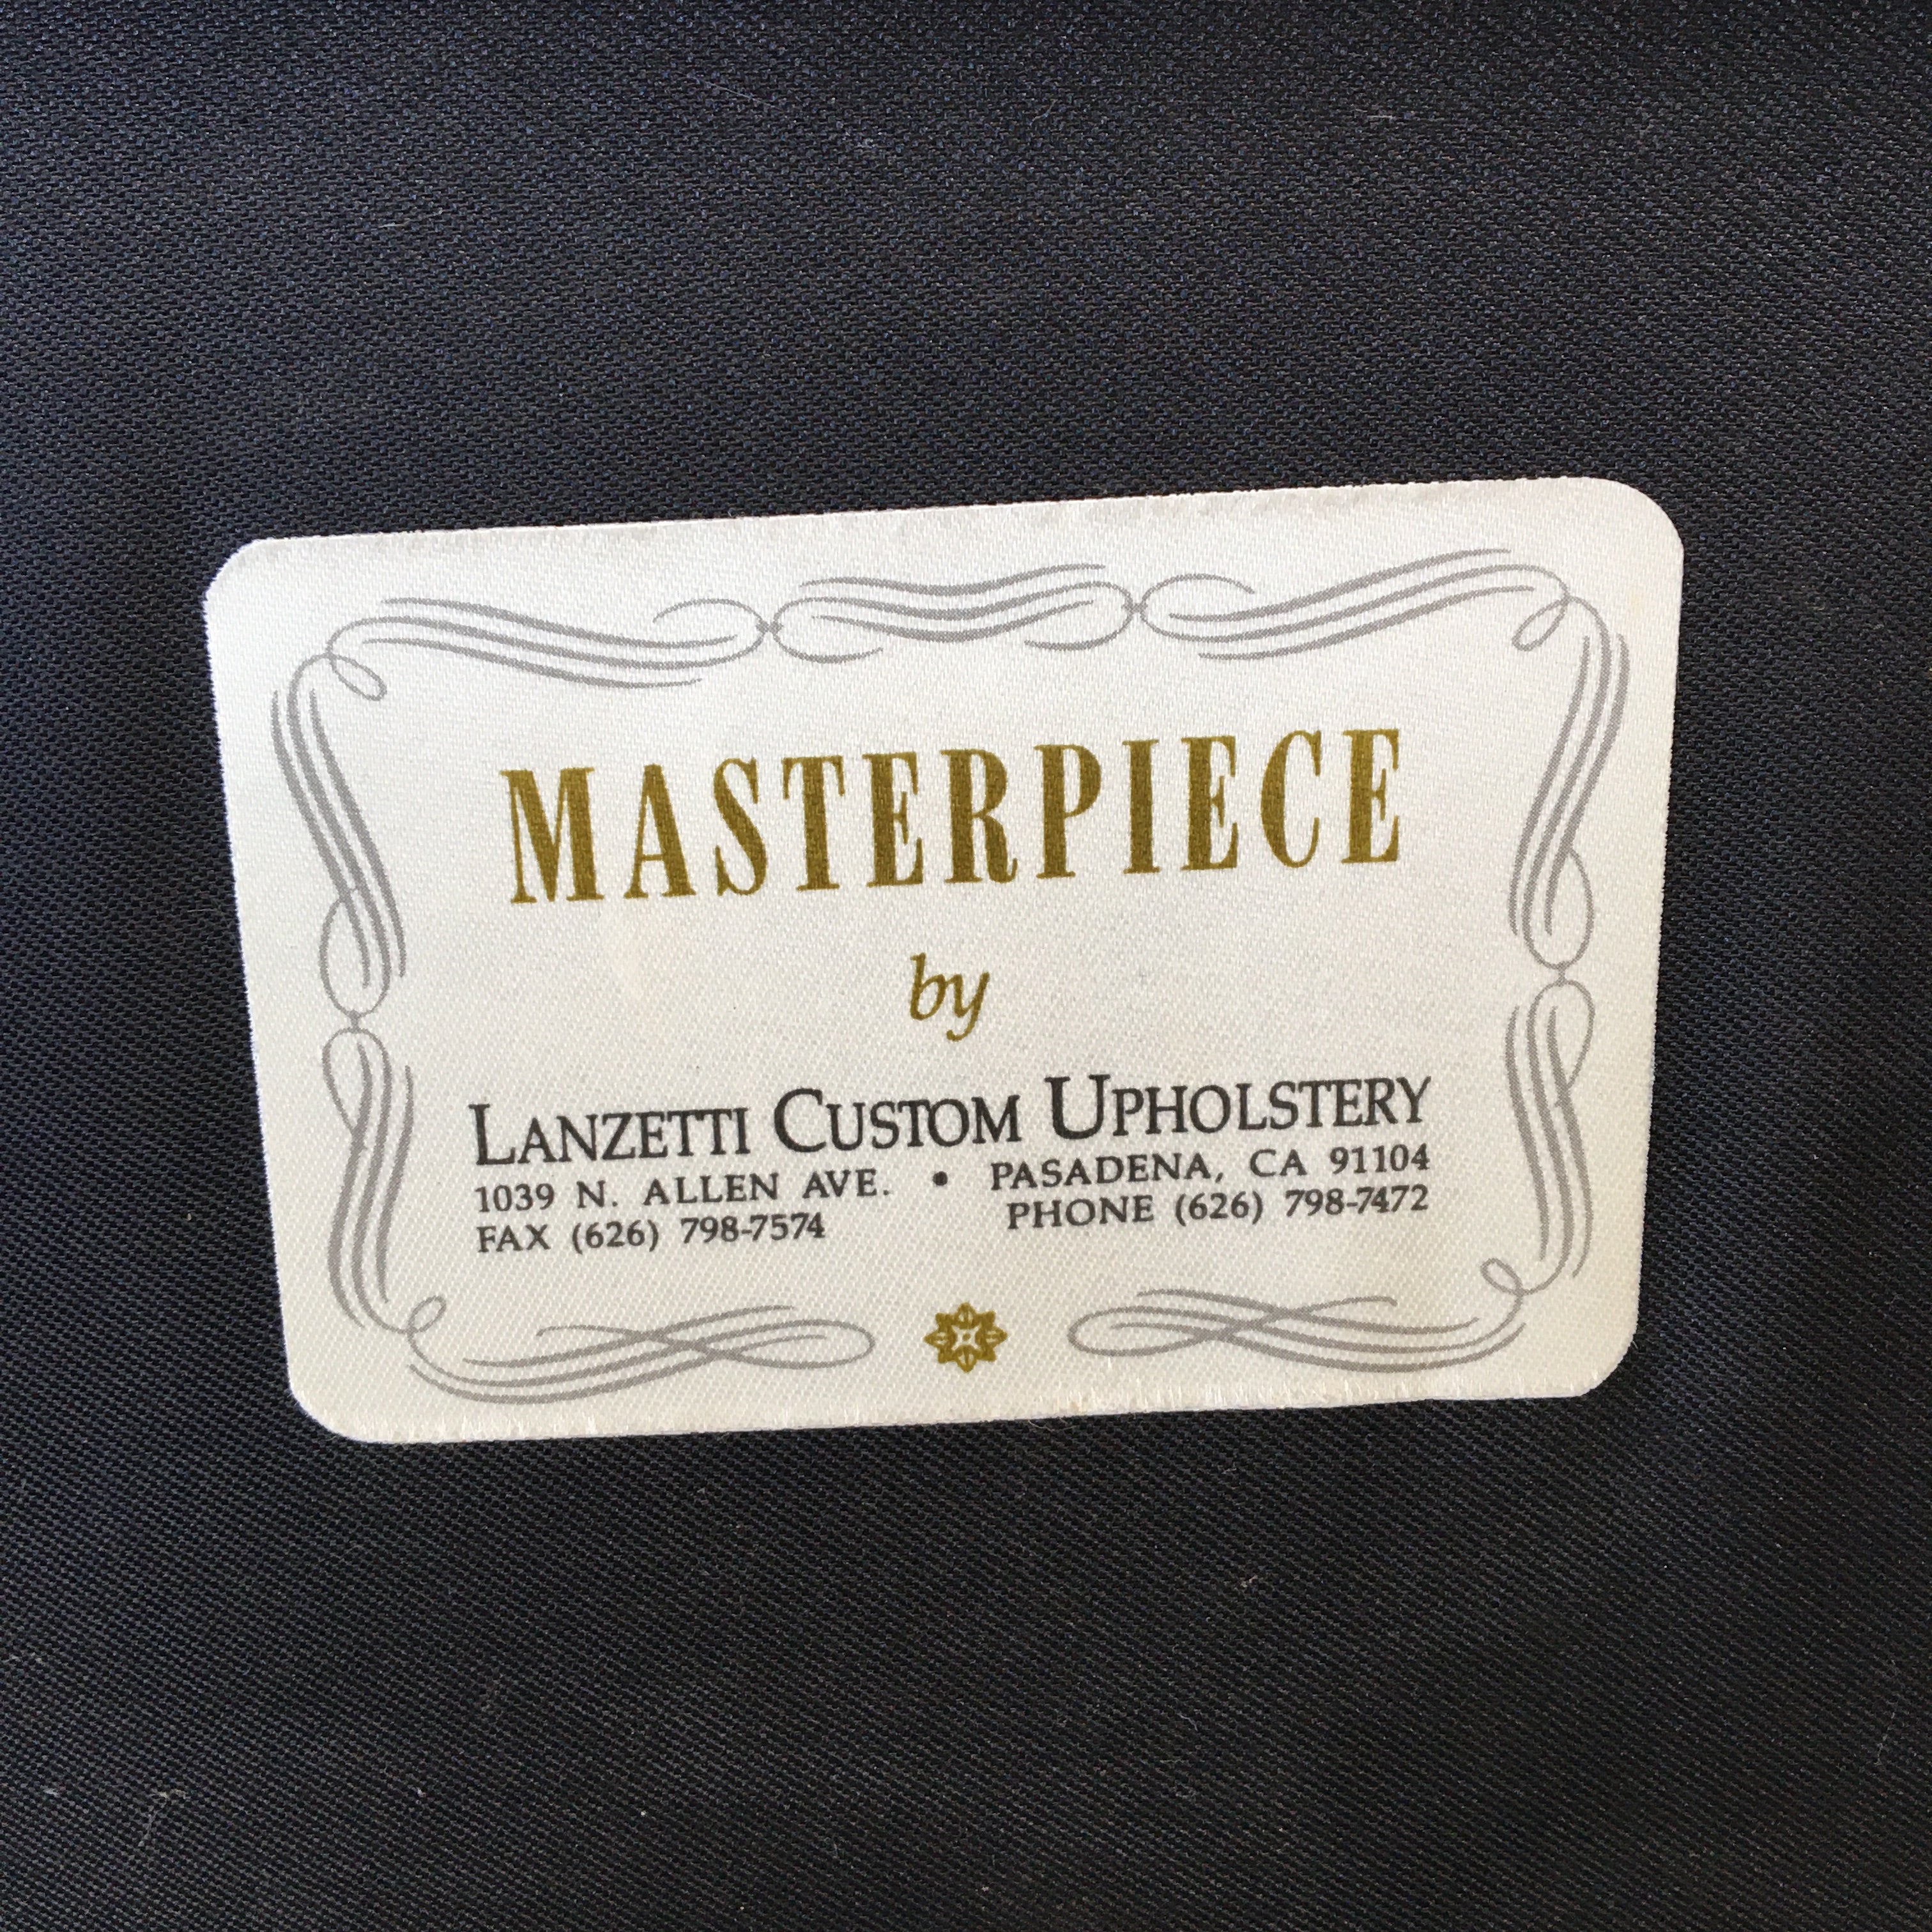 MASTERPIECE
by
LANZETTI CUSTOM UPHOLSTERY
1039 N. ALLEN AVE. • PASADENA, CA 91104
FAX (626) 798-7574 PHONE (626) 798-7472